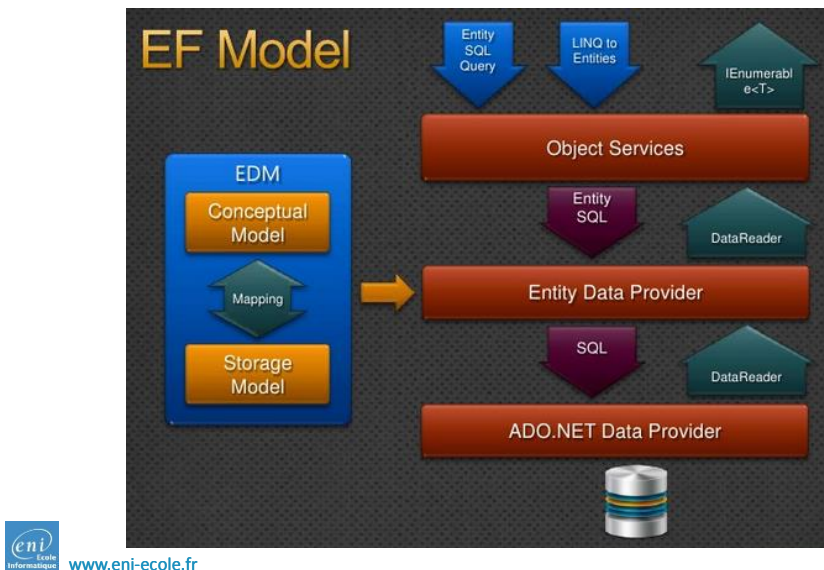 EF Model
Entity
SQL
Query
LINQ to
Entities
IEnumerabl
e<T>
Object Services
EDM
Conceptual
Model
Mapping
Storage
Model
Entity
SQL
DataReader
Entity Data Provider
SQL
DataReader
ADO.NET Data Provider
eni
Ecole
Informatique
www.eni-ecole.fr